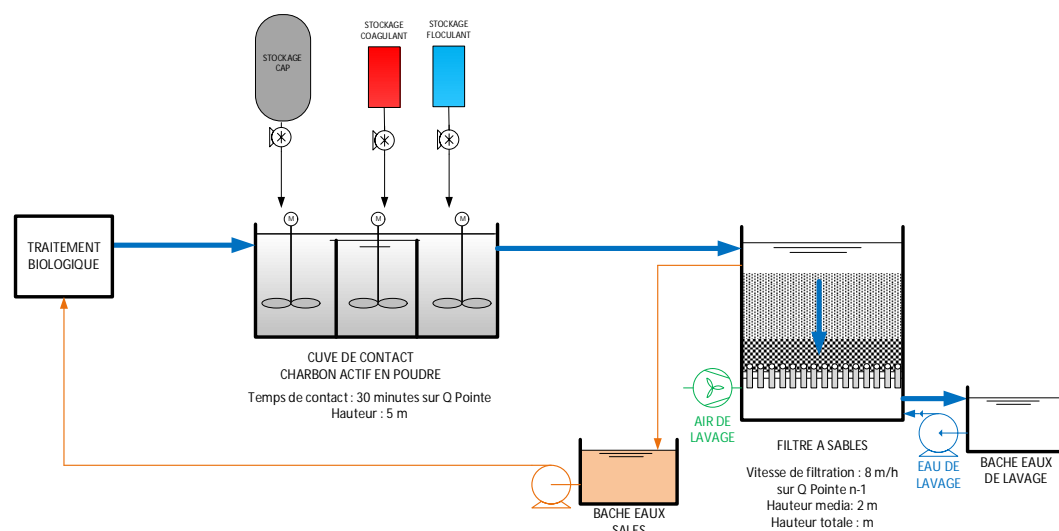 STOCKAGE
CAP
STOCKAGE
COAGULANT
STOCKAGE
FLOCULANT
M
M
M
TRAITEMENT
BIOLOGIQUE
CUVE DE CONTACT
CHARBON ACTIF EN POUDRE
Temps de contact : 30 minutes sur Q Pointe
Hauteur : 5 m
AIR DE
LAVAGE
FILTRE A SABLES
Vitesse de filtration : 8 m/h
sur Q Pointe n-1
Hauteur media: 2 m
Hauteur totale : m
EAU DE
LAVAGE
BACHE EAUX
DE LAVAGE
BACHE EAUX
SALES